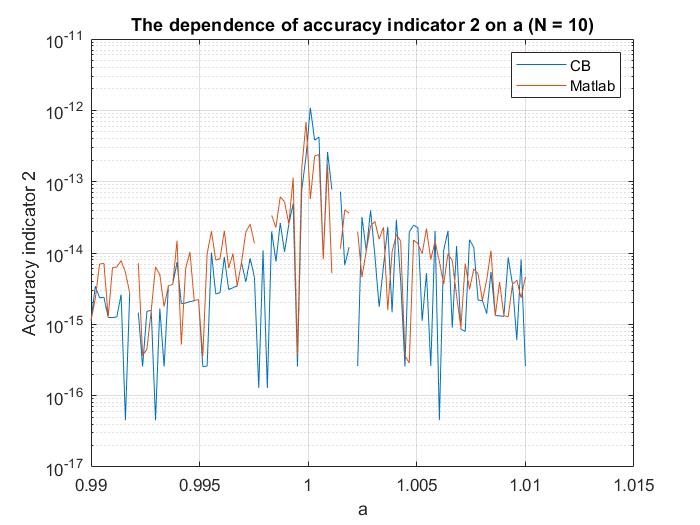 The dependence of accuracy indicator 2 on a (N = 10)
10^-11
10^-12
10^-13
10^-14
10^-15
10^-16
10^-17
Accuracy indicator 2
CB
Matlab
0.99 0.995 1 1.005 1.01 1.015
a